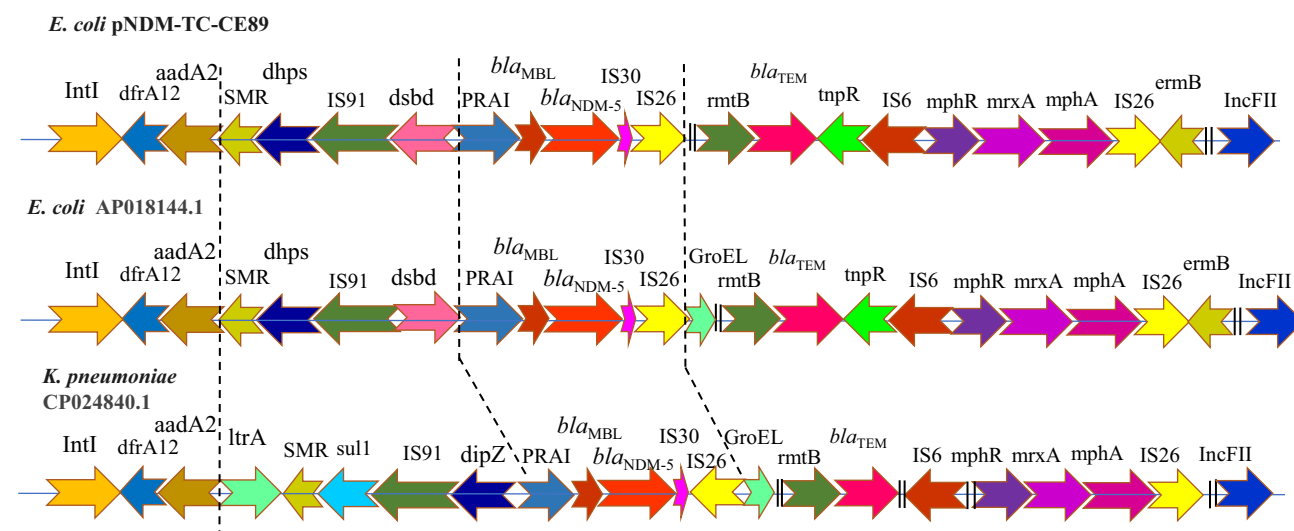 E. coli pNDM-TC-CE89
IntI dfrA12 aadA2 SMR dhps IS91 dsbd PRAI blaMBL blaNDM-5 IS30 IS26 rmtB blaTEM tnpR IS6 mphR mrxA mphA IS26 ermB IncFII
E. coli AP018144.1
IntI dfrA12 aadA2 SMR dhps IS91 dsbd PRAI blaMBL blaNDM-5 IS30 IS26 GroEL rmtB blaTEM tnpR IS6 mphR mrxA mphA IS26 ermB IncFII
K. pneumoniae
CP024840.1
IntI dfrA12 aadA2 ltrA SMR sul1 IS91 dipZ PRAI blaMBL blaNDM-5 IS30 IS26 GroEL rmtB blaTEM IS6 mphR mrxA mphA IS26 IncFII